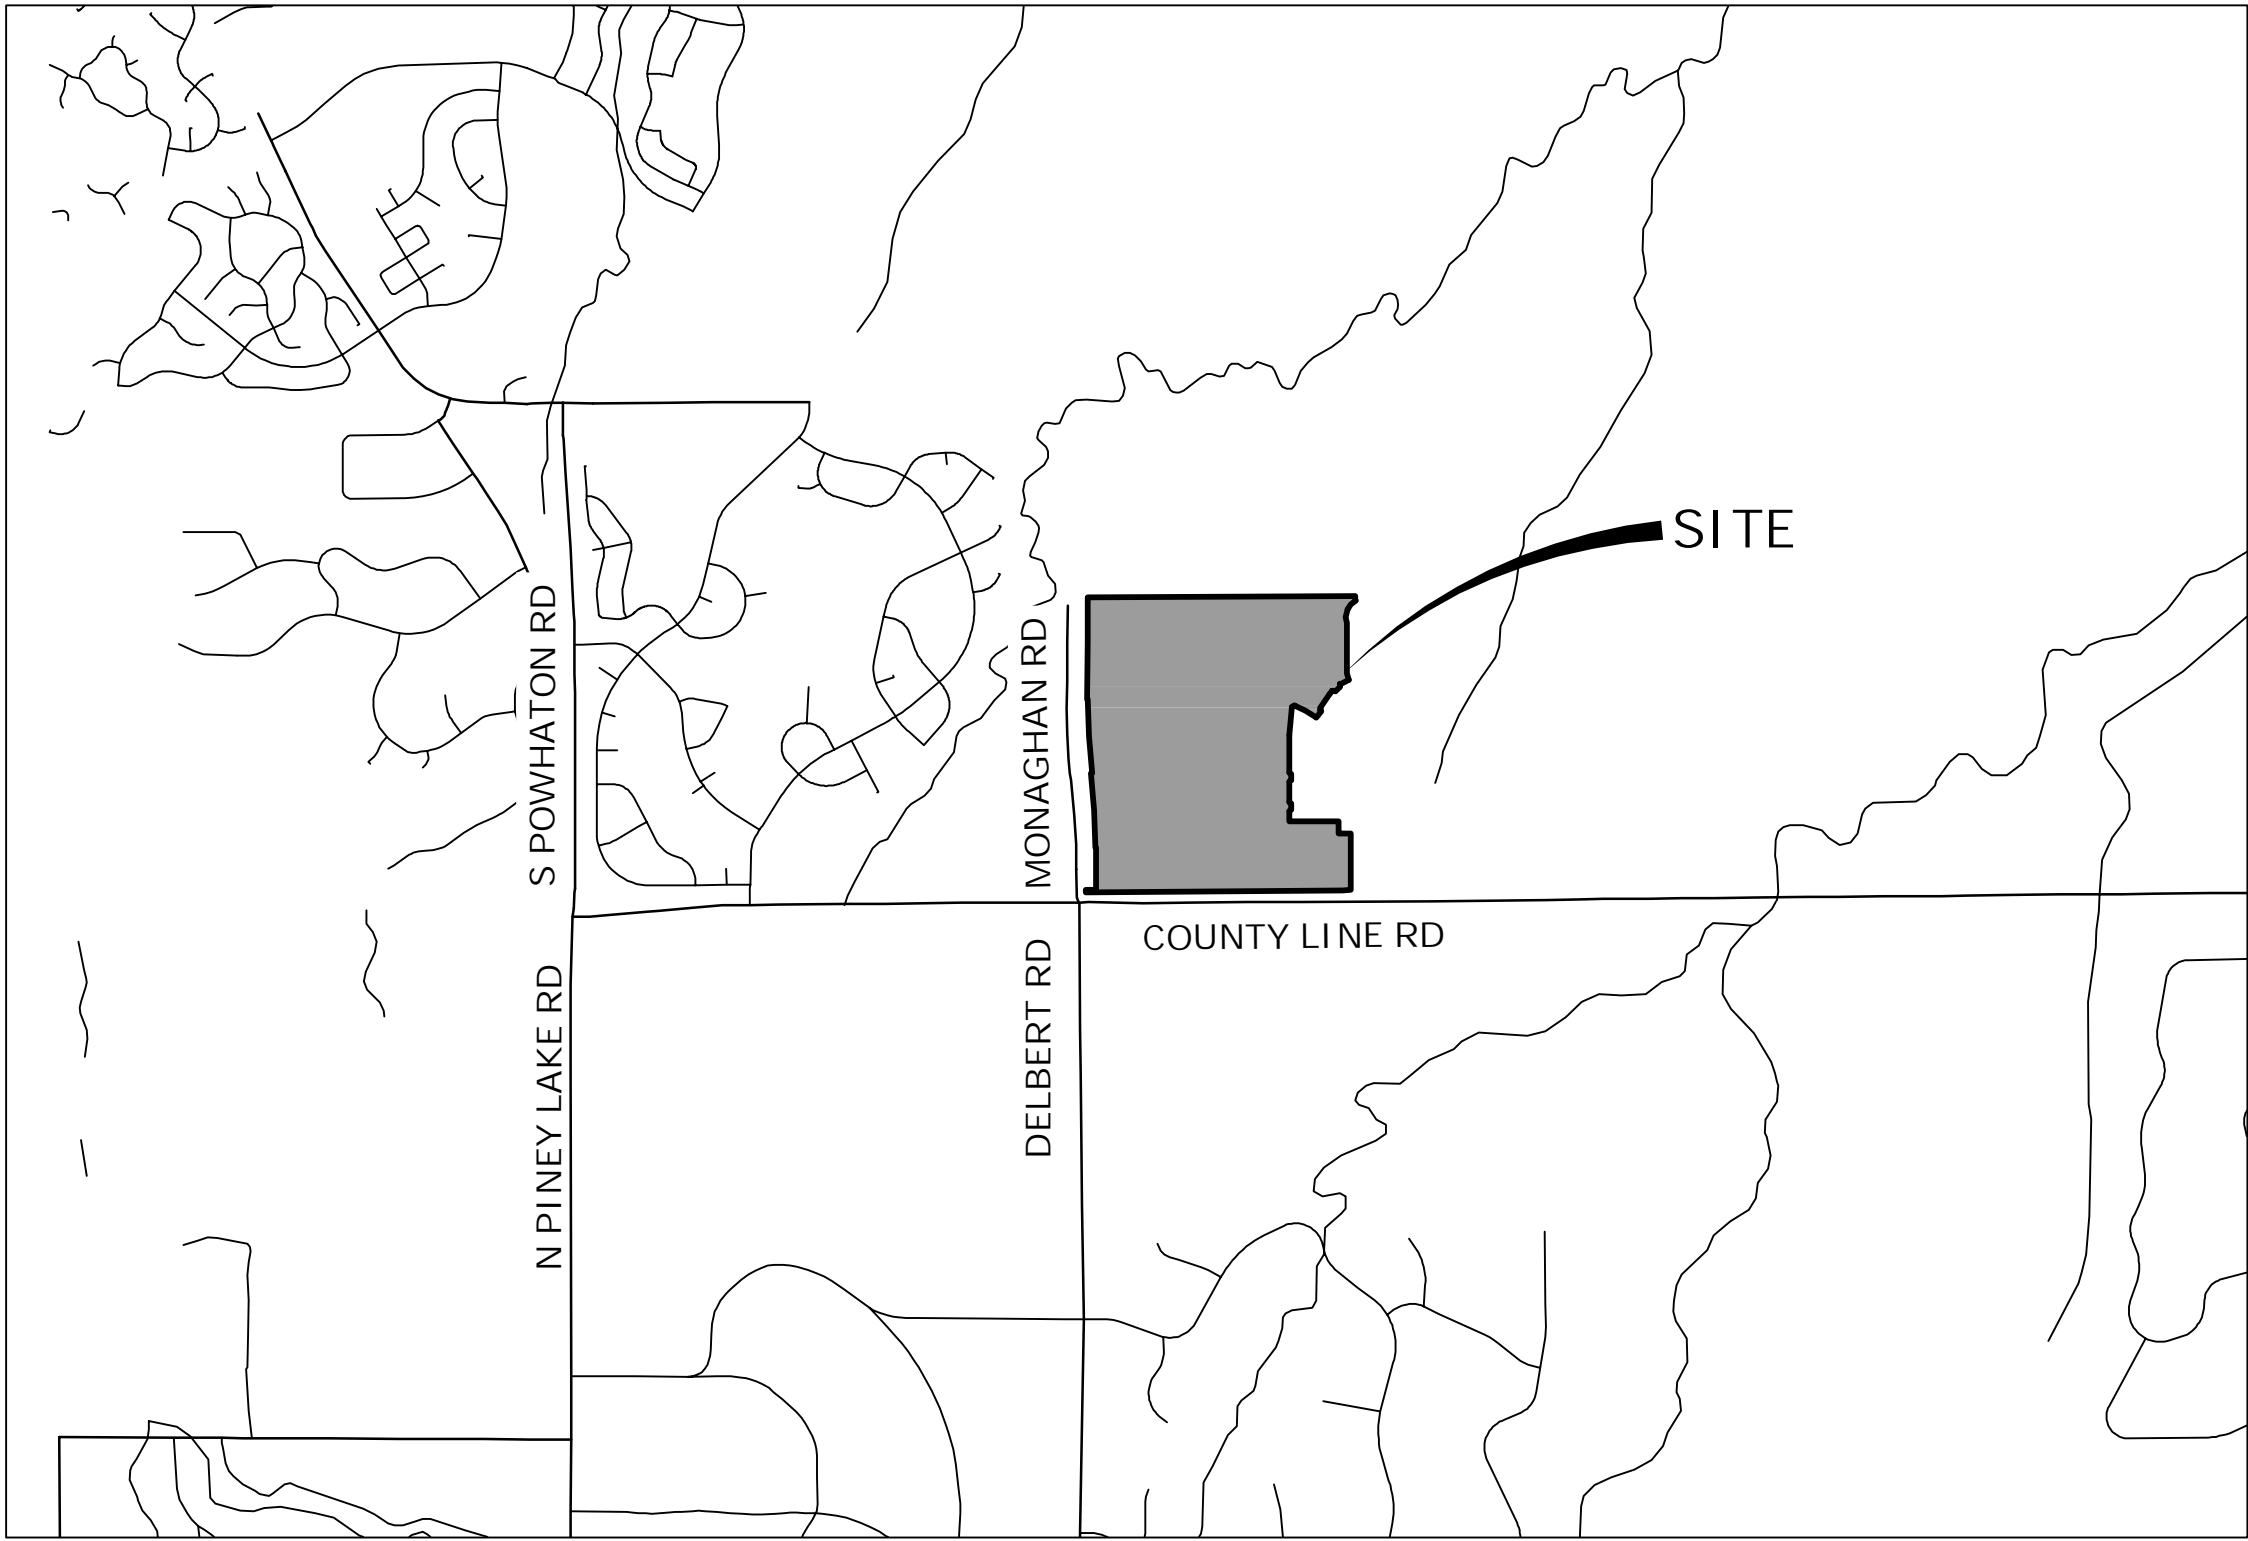 SITE
S POWHATON RD
MONAGHAN RD
COUNTY LINE RD
N PINEY LAKE RD
DELBERT RD